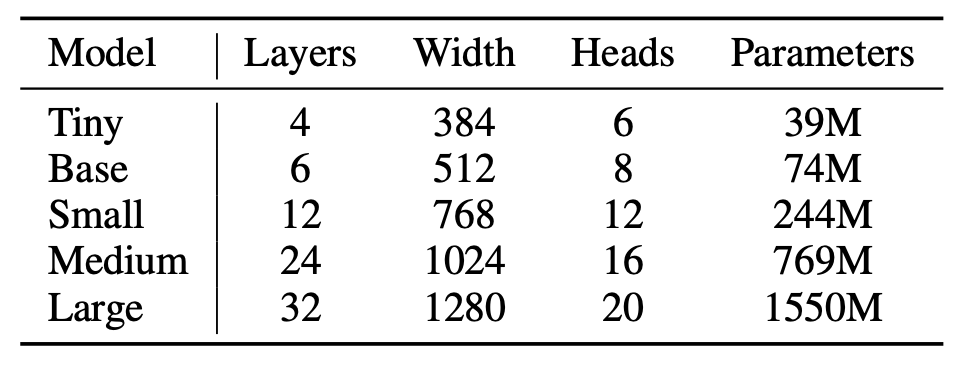 Model Layers Width Heads Parameters
Tiny 4 384 6 39M
Base 6 512 8 74M
Small 12 768 12 244M
Medium 24 1024 16 769M
Large 32 1280 20 1550M